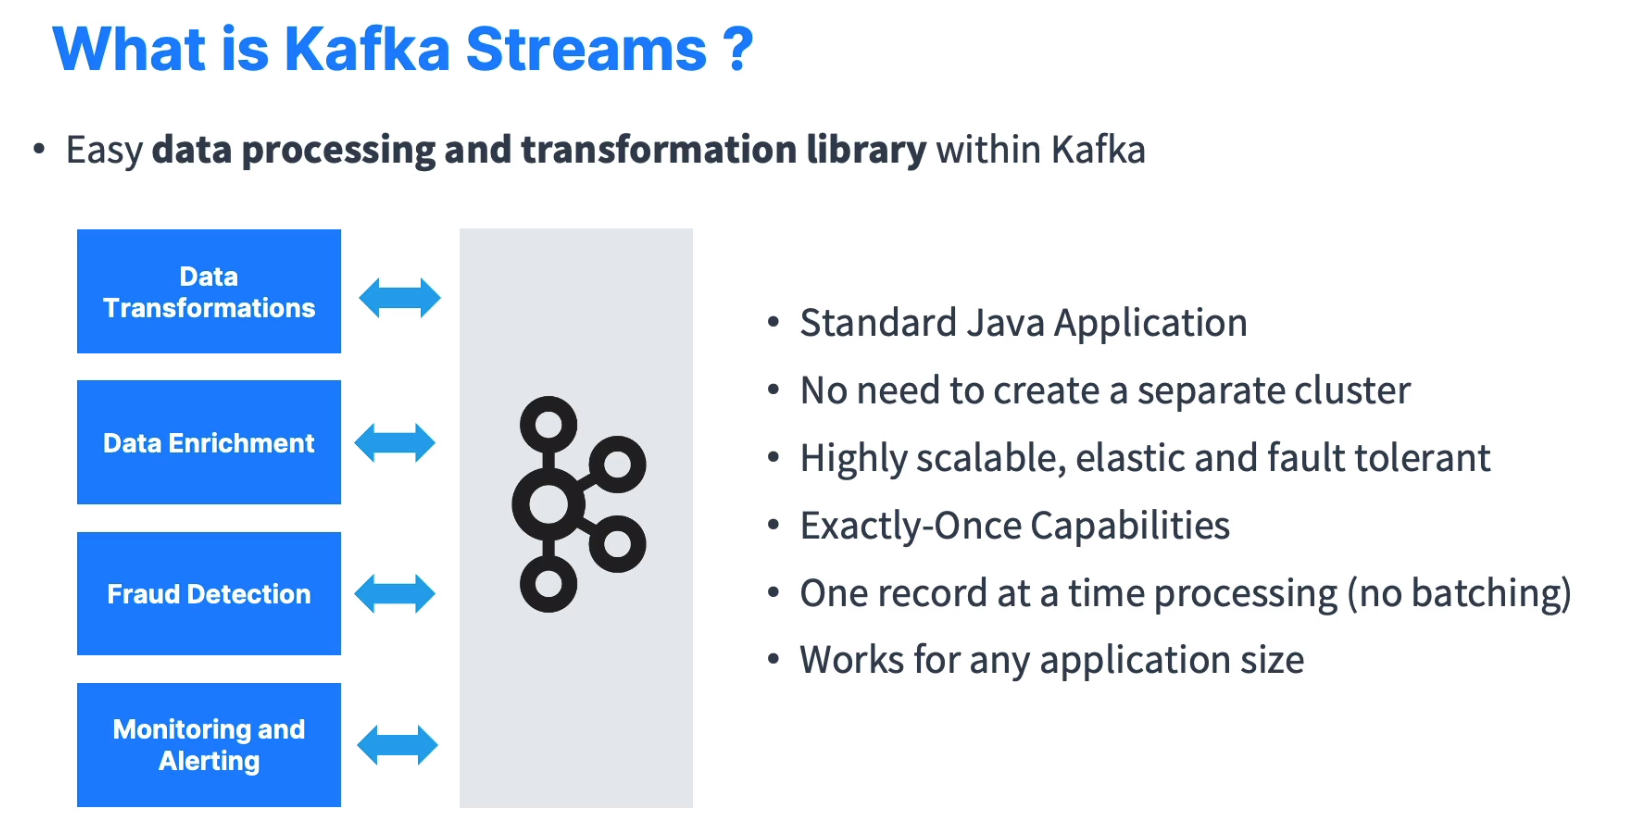 What is Kafka Streams ?
• Easy data processing and transformation library within Kafka
Data
Transformations
Data Enrichment
Fraud Detection
Monitoring and
Alerting
• Standard Java Application
• No need to create a separate cluster
• Highly scalable, elastic and fault tolerant
• Exactly-Once Capabilities
• One record at a time processing (no batching)
• Works for any application size